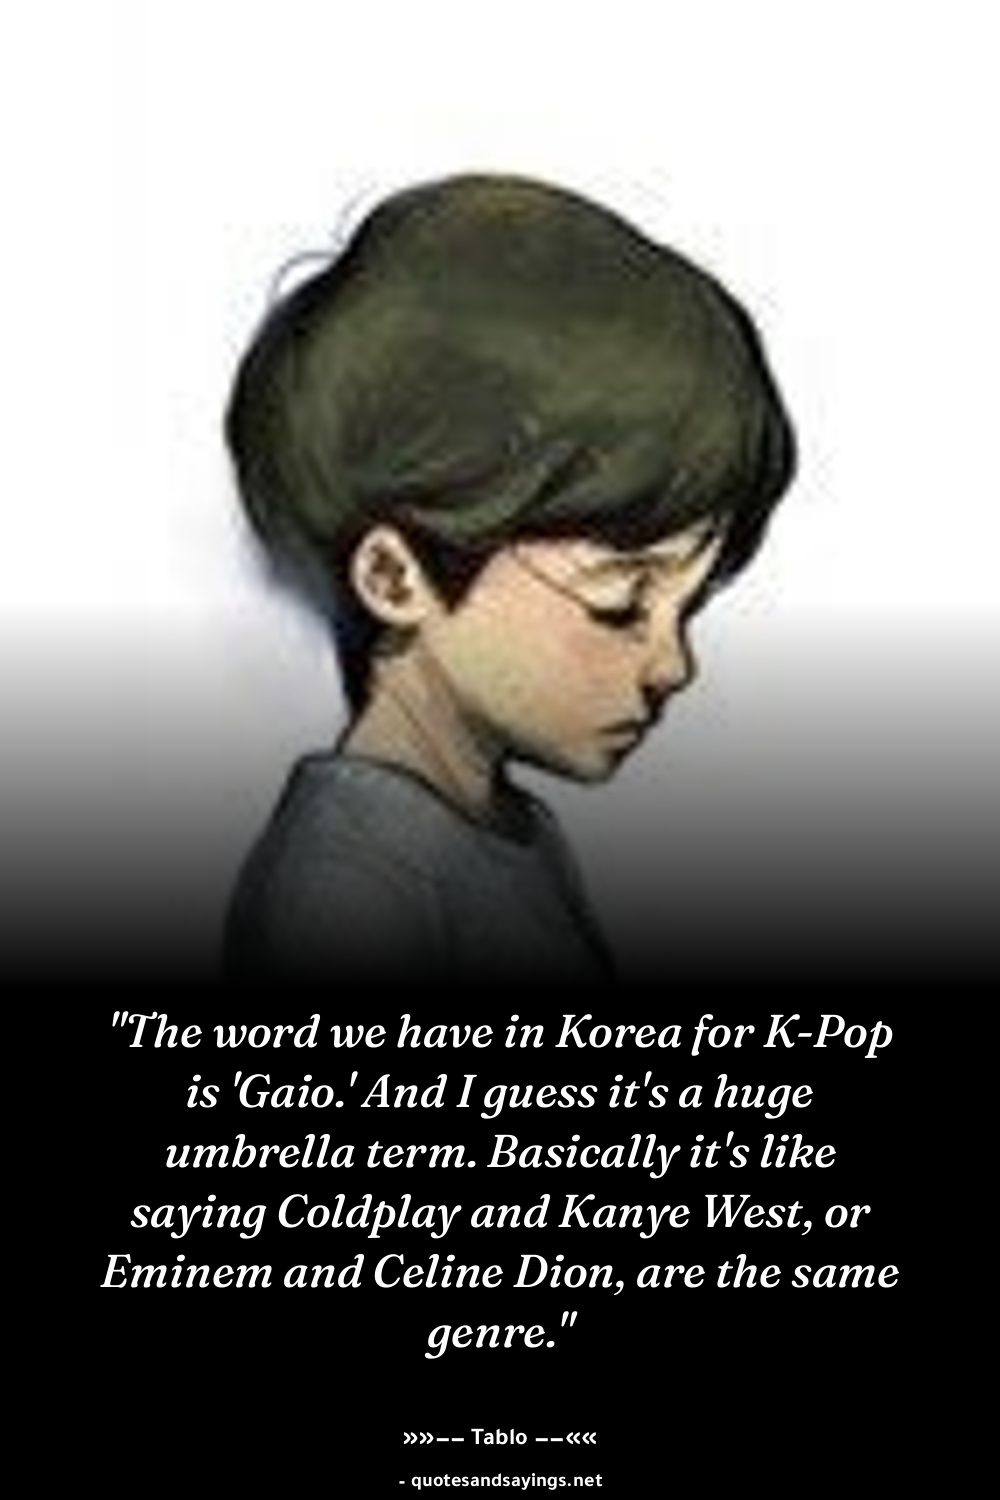 "The word we have in Korea for K-Pop
is 'Gaio.' And I guess it's a huge
umbrella term. Basically it's like
saying Coldplay and Kanye West, or
Eminem and Celine Dion, are the same
genre."
»»−− Tablo −−««
- quotesandsayings.net